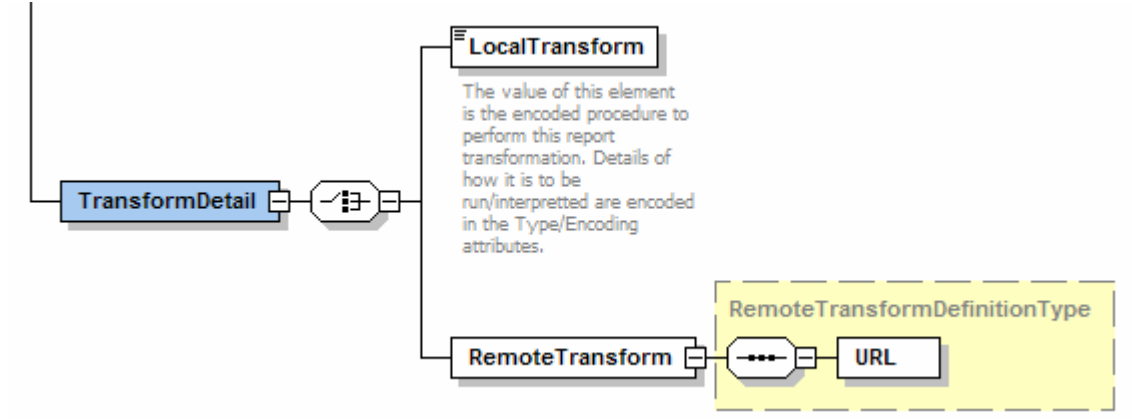 LocalTransform
The value of this element
is the encoded procedure to
perform this report
transformation. Details of
how it is to be
run/interpretted are encoded
in the Type/Encoding
attributes.
TransformDetail
RemoteTransformDefinitionType
RemoteTransform
URL